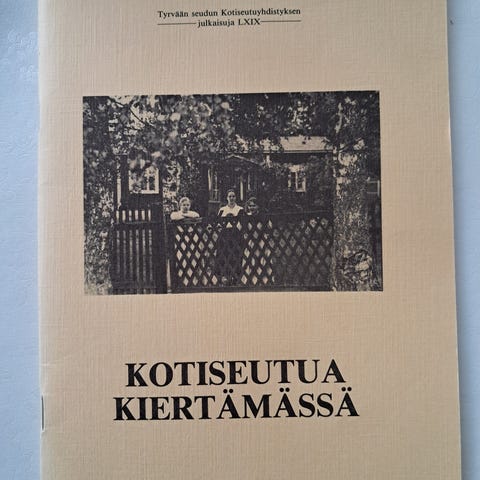 Tyrvään seudun Kotiseutuyhdistyksen
julkaisuja LXIX
KOTISEUTUA
KIERTÄMÄSSÄ